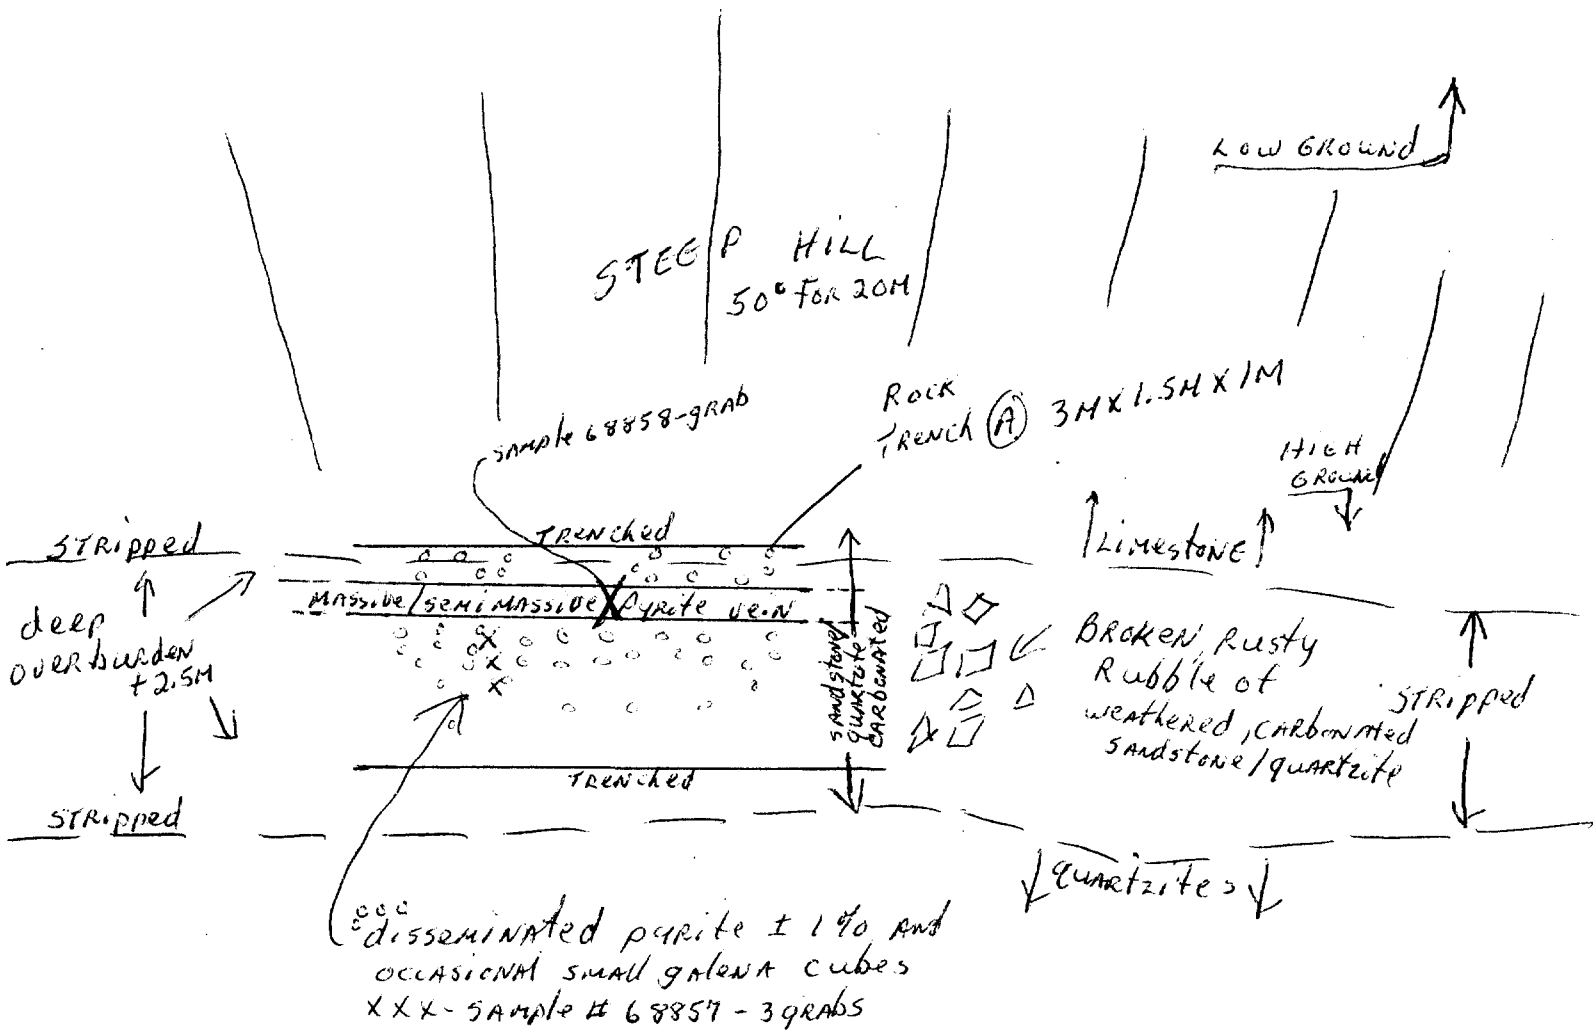 LOW GROUND
STEEP HILL
50° FOR 20M
SAMPLE 68858-GRAB
ROCK
TRENCH (A) 3M X 1.5M X 1M
HIGH
GROUND
STRIPPED
TRENCHED
LIMESTONE
MASSIVE/SEMIMASSIVE PYRITE VEIN
deep
OVERBURDEN
+2.5M
SANDSTONE/
QUARTZITE
CARBONATED
BROKEN, RUSTY
RUBBLE OF
WEATHERED, CARBONATED
SANDSTONE/QUARTZITE
STRIPPED
TRENCHED
STRIPPED
QUARTZITES
disseminated pyrite ± 1% AND
OCCASIONAL SMALL GALENA CUBES
XXX - SAMPLE # 68857 - 3 GRABS